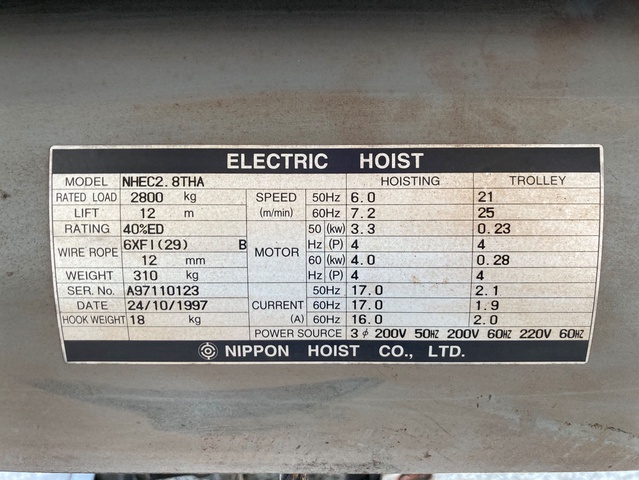 ELECTRIC HOIST
MODEL NHEC2.8THA HOISTING TROLLEY
RATED LOAD 2800 kg SPEED 50Hz 6.0 21
LIFT 12 m (m/min) 60Hz 7.2 25
RATING 40%ED 50 (kw) 3.3 0.23
WIRE ROPE 6XFI(29) B MOTOR Hz (P) 4 4
12 mm 60 (kw) 4.0 0.28
WEIGHT 310 kg Hz (P) 4 4
SER. No. A97110123 50Hz 17.0 2.1
DATE 24/10/1997 CURRENT 60Hz 17.0 1.9
HOOK WEIGHT 18 kg (A) 60Hz 16.0 2.0
POWER SOURCE 3φ 200V 50HZ 200V 60HZ 220V 60HZ
NIPPON HOIST CO., LTD.